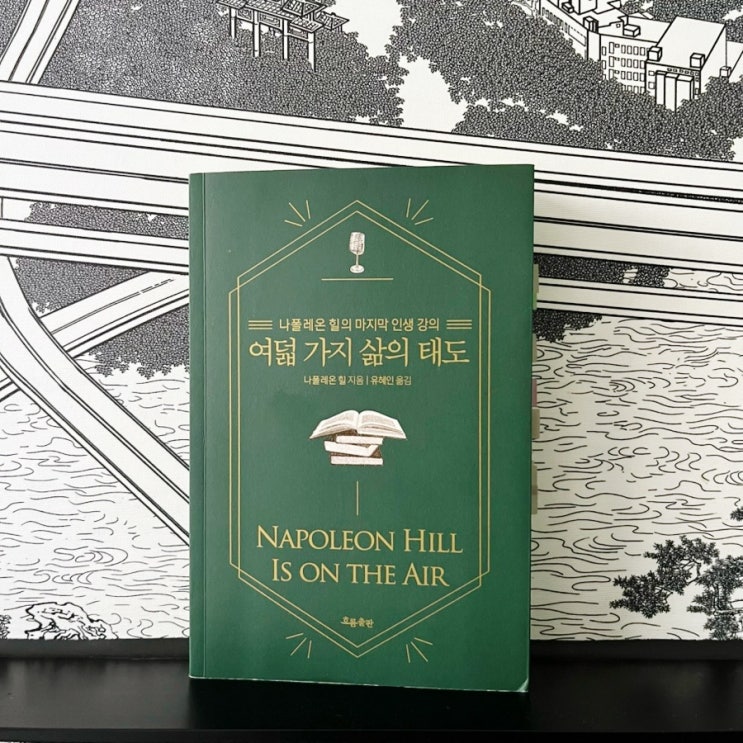 나폴레온 힐의 마지막 인생 강의
여덟 가지 삶의 태도
나폴레온 힐 지음 | 유혜인 옮김
NAPOLEON HILL
IS ON THE AIR
흐름출판